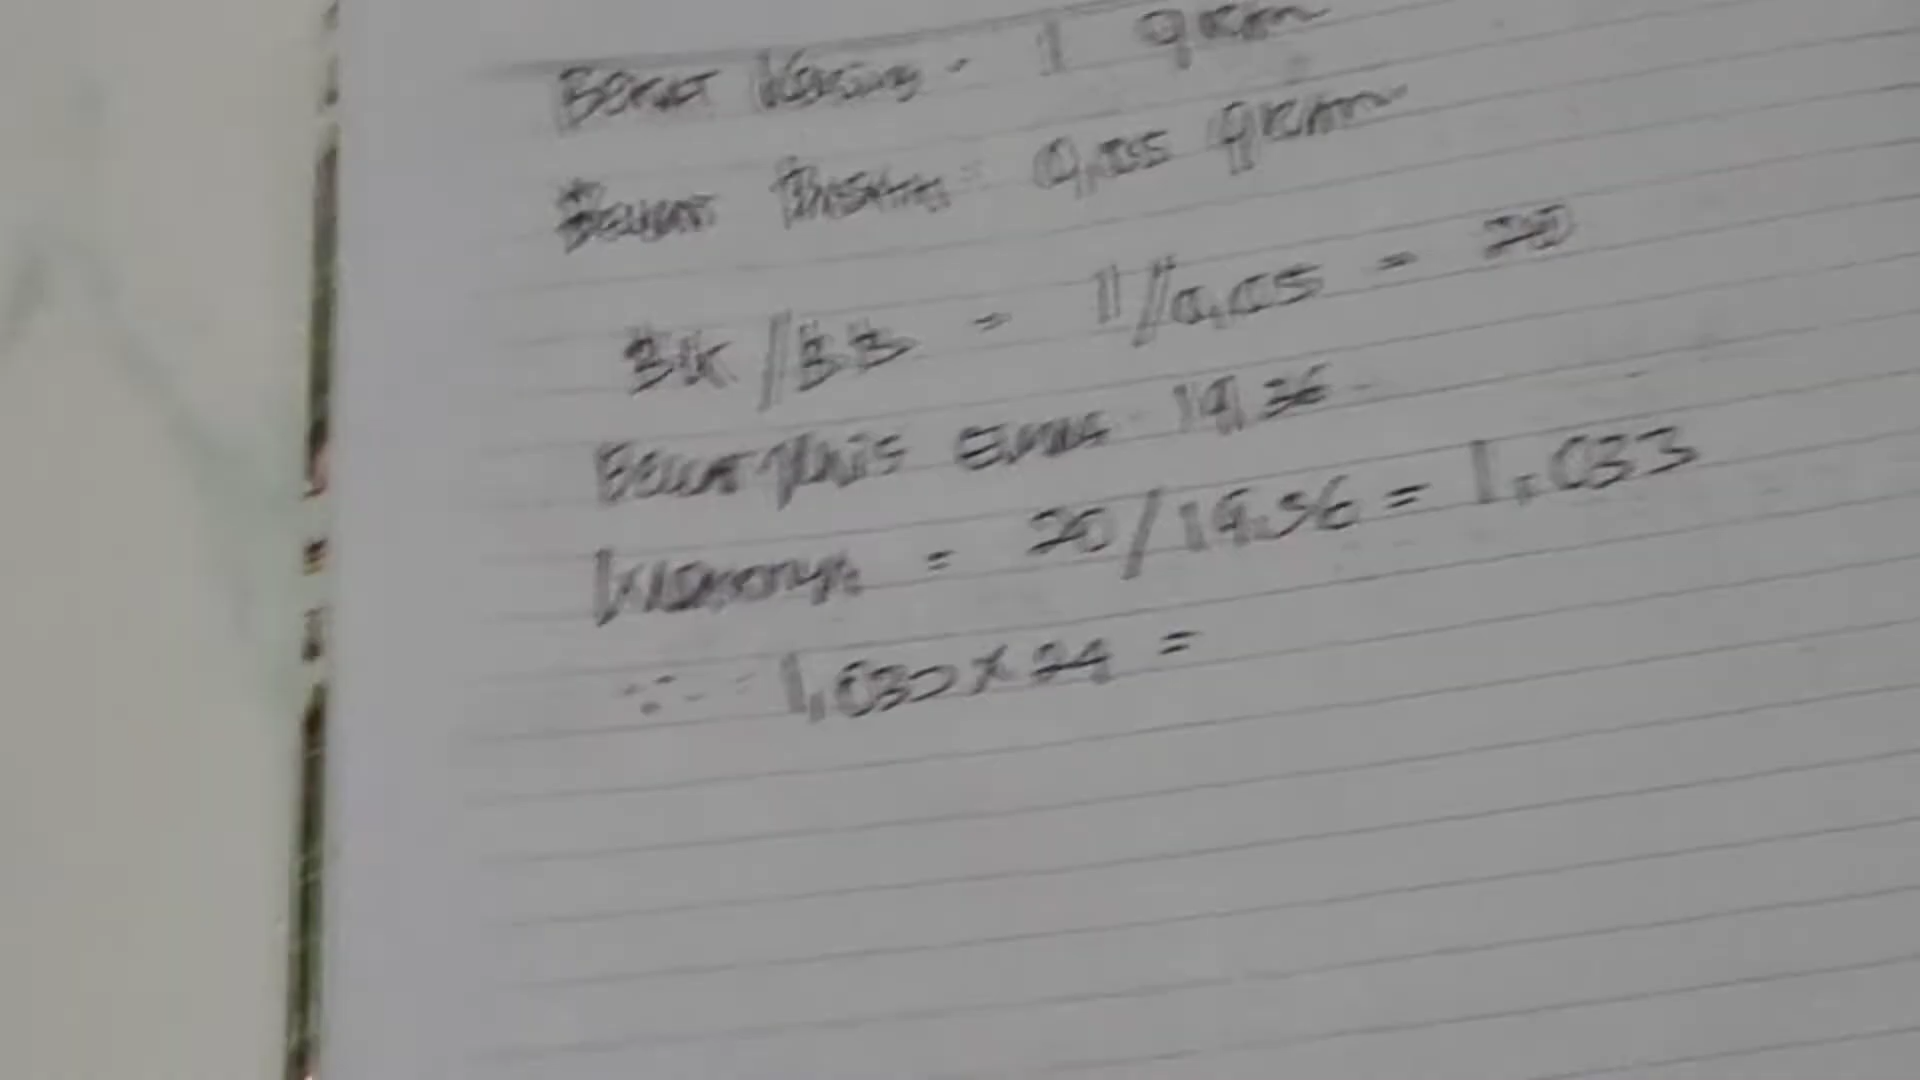 Berat Kering = 1 gram
Berat Basah = 0,05 gram
BK/BB = 1/0,05 = 20
Berat Jenis Emas = 19,36
Kadarnya = 20/19.36 = 1.033
∴ = 1,033 x 24 =